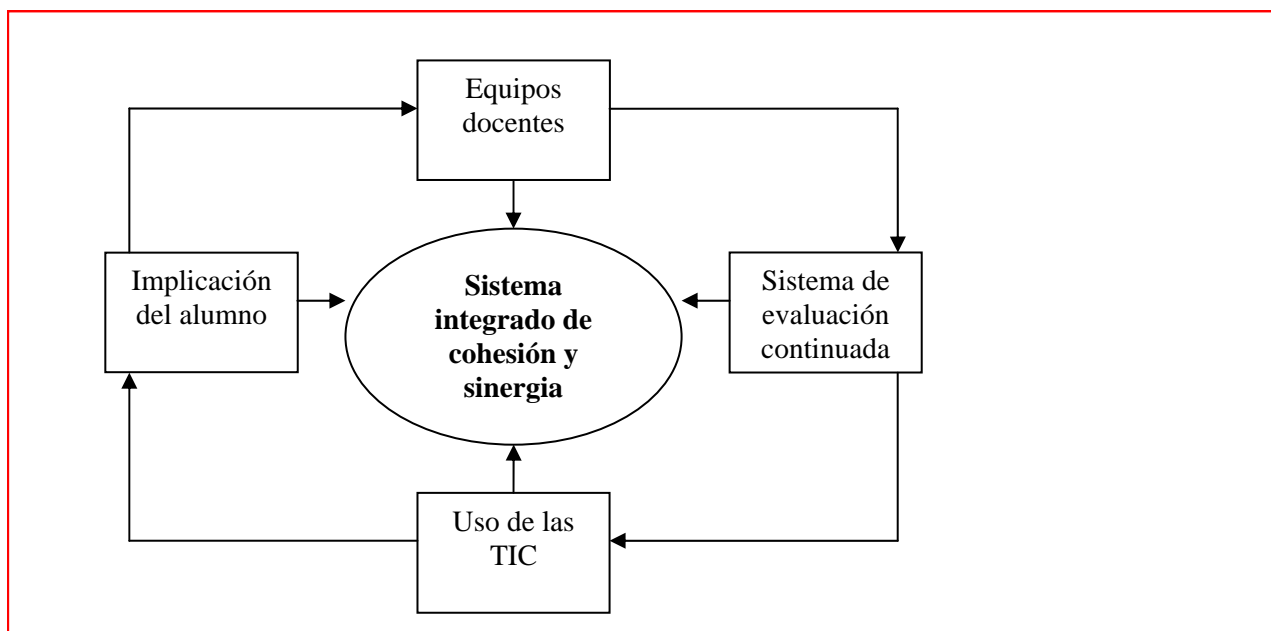 Equipos
docentes
Implicación
del alumno
Sistema
integrado de
cohesión y
sinergia
Sistema de
evaluación
continuada
Uso de las
TIC